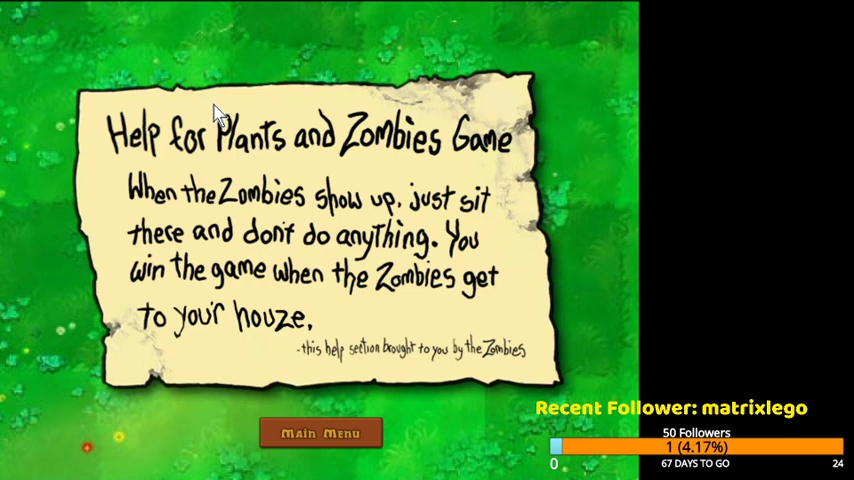 Help for Plants and Zombies Game
When the Zombies show up, just sit
there and don't do anything. You
win the game when the Zombies get
to your houze.
-this help section brought to you by the Zombies
Main Menu
Recent Follower: matrixlego
50 Followers
1 (4.17%)
0 67 DAYS TO GO 24